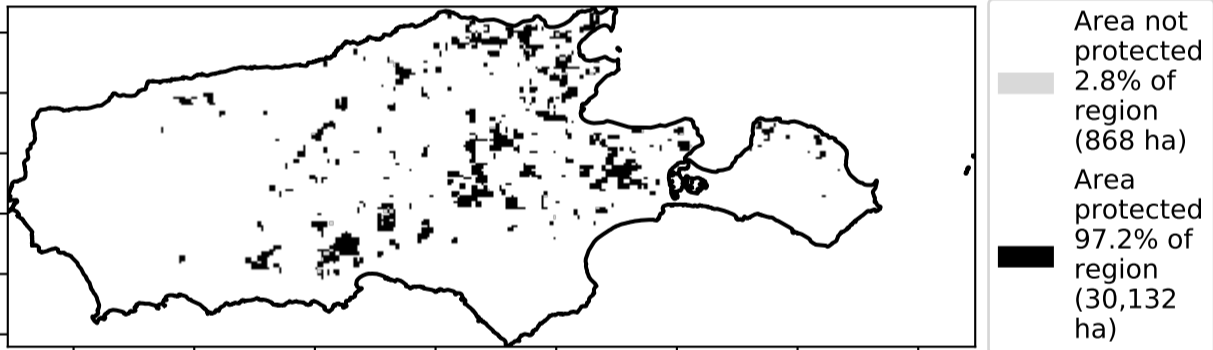 Area not
protected
2.8% of
region
(868 ha)
Area
protected
97.2% of
region
(30,132
ha)